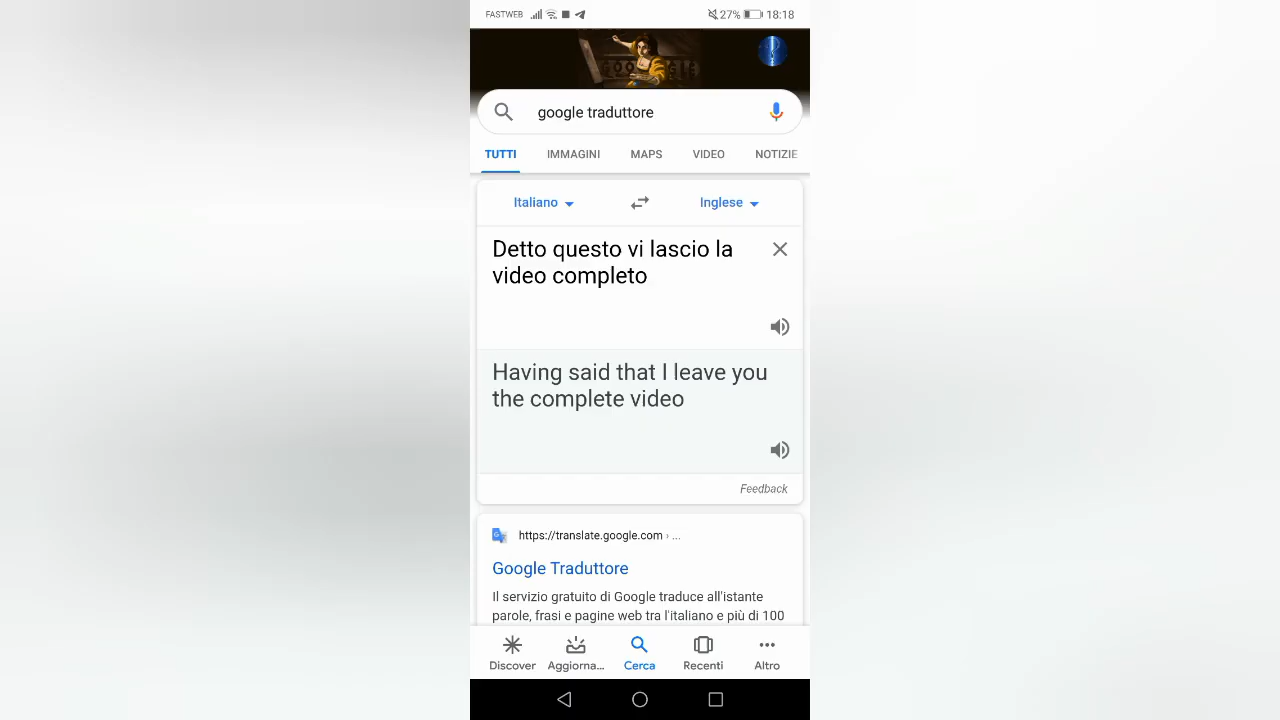 FASTWEB 27% 18:18
GOOGLE
google traduttore
TUTTI IMMAGINI MAPS VIDEO NOTIZIE
Italiano Inglese
Detto questo vi lascio la
video completo
Having said that I leave you
the complete video
Feedback
https://translate.google.com › ...
Google Traduttore
Il servizio gratuito di Google traduce all'istante
parole, frasi e pagine web tra l'italiano e più di 100
Discover Aggiorna... Cerca Recenti Altro